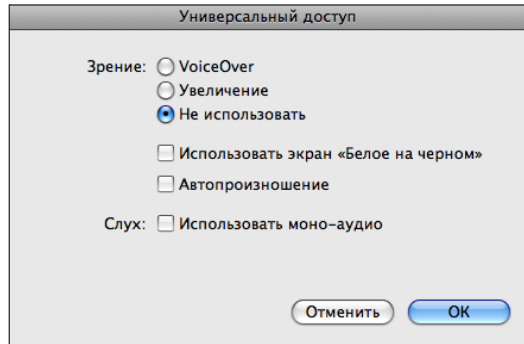 Универсальный доступ
Зрение: VoiceOver
Увеличение
Не использовать
Использовать экран «Белое на черном»
Автопроизношение
Слух: Использовать моно-аудио
Отменить OK